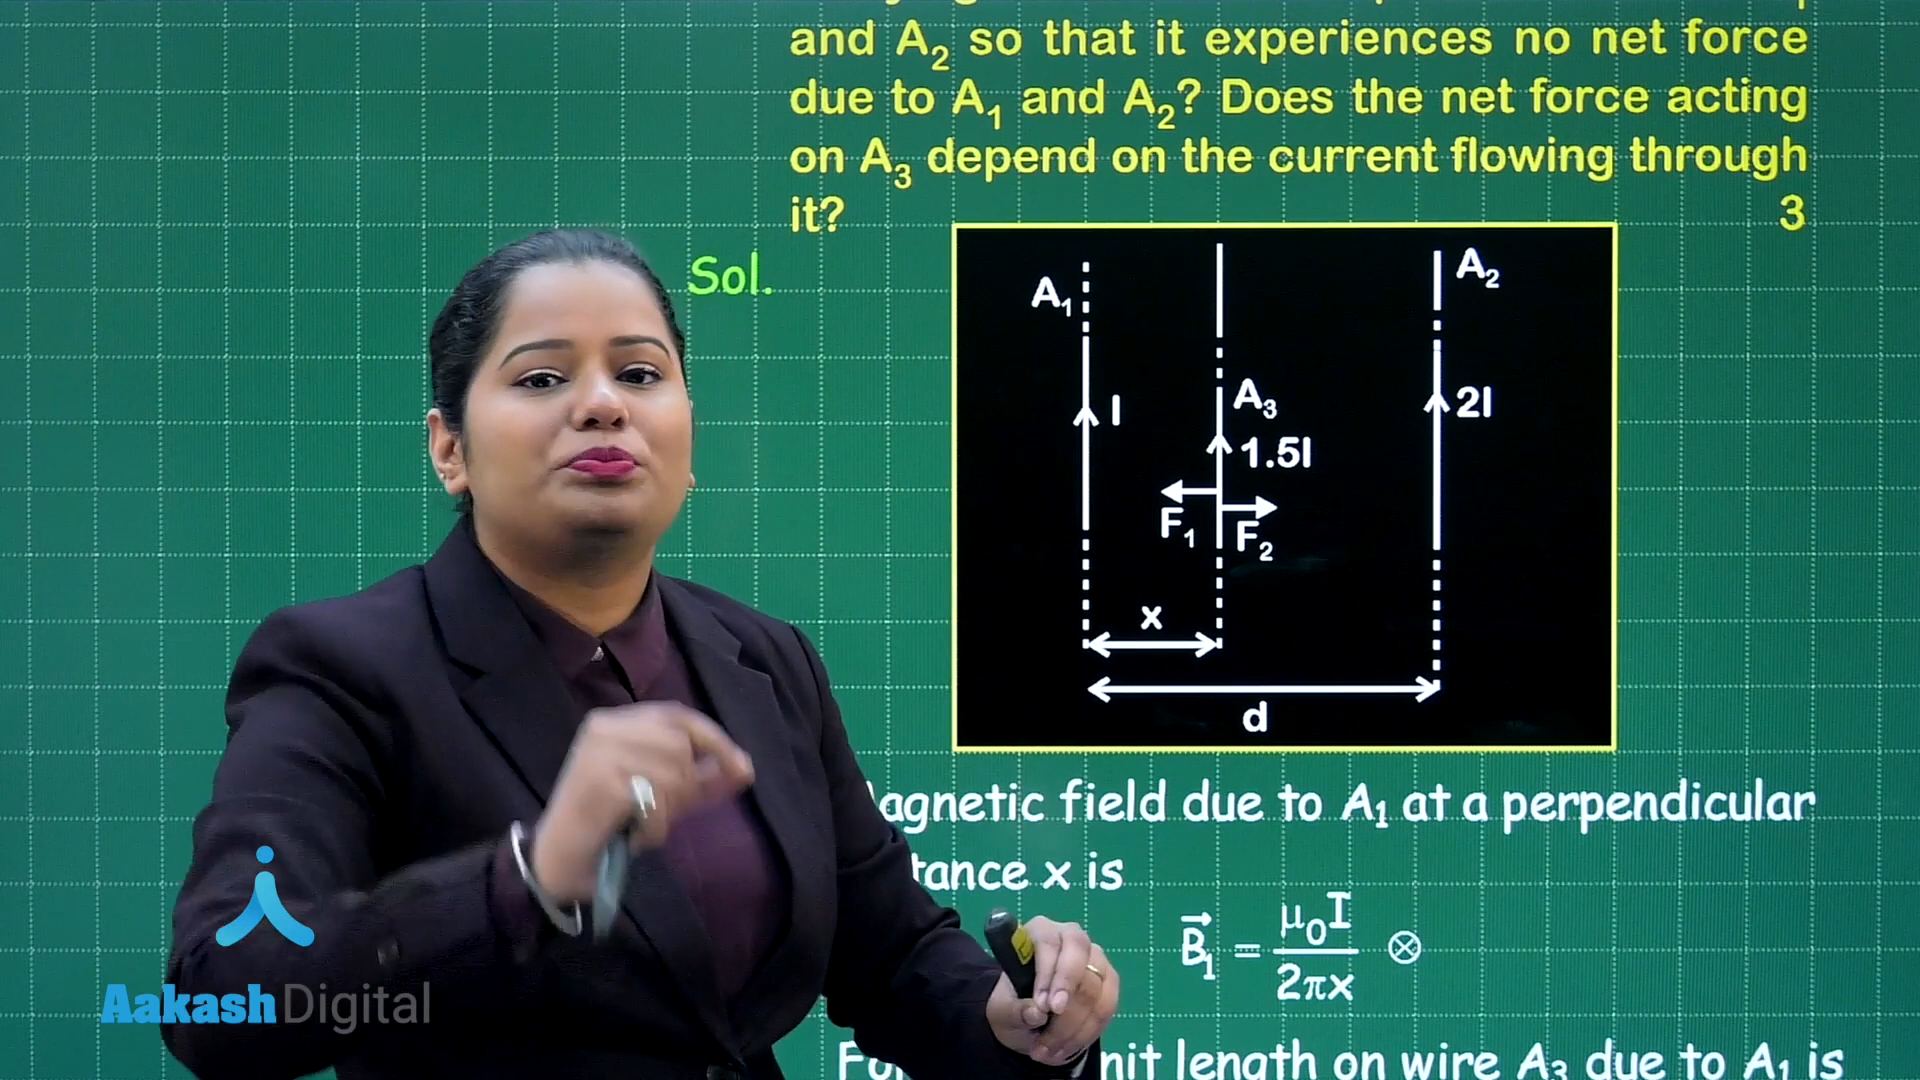 and A₂ so that it experiences no net force
due to A₁ and A₂? Does the net force acting
on A₃ depend on the current flowing through
it? 3
Sol.
A₁
A₂
I
A₃
2I
1.5I
F₁
F₂
x
d
agnetic field due to A₁ at a perpendicular
tance x is
B⃗₁ = μ₀I / 2πx ⊗
nit length on wire A₃ due to A₁ is
Aakash Digital